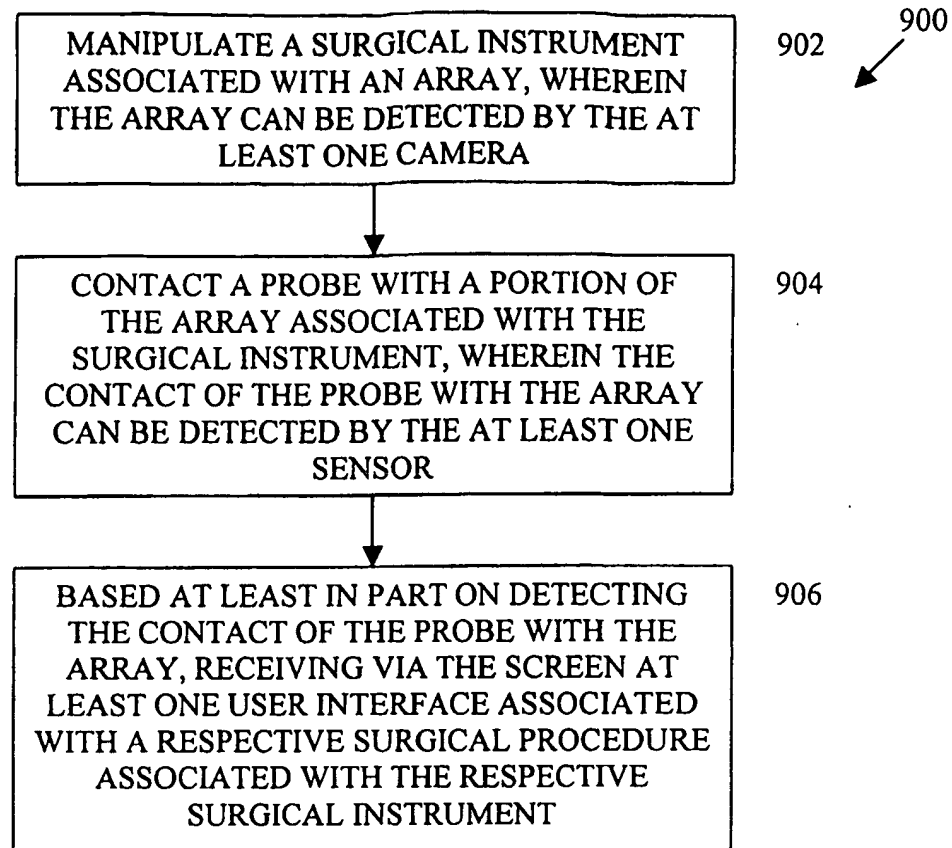 900
MANIPULATE A SURGICAL INSTRUMENT
ASSOCIATED WITH AN ARRAY, WHEREIN
THE ARRAY CAN BE DETECTED BY THE AT
LEAST ONE CAMERA
902
CONTACT A PROBE WITH A PORTION OF
THE ARRAY ASSOCIATED WITH THE
SURGICAL INSTRUMENT, WHEREIN THE
CONTACT OF THE PROBE WITH THE ARRAY
CAN BE DETECTED BY THE AT LEAST ONE
SENSOR
904
BASED AT LEAST IN PART ON DETECTING
THE CONTACT OF THE PROBE WITH THE
ARRAY, RECEIVING VIA THE SCREEN AT
LEAST ONE USER INTERFACE ASSOCIATED
WITH A RESPECTIVE SURGICAL PROCEDURE
ASSOCIATED WITH THE RESPECTIVE
SURGICAL INSTRUMENT
906